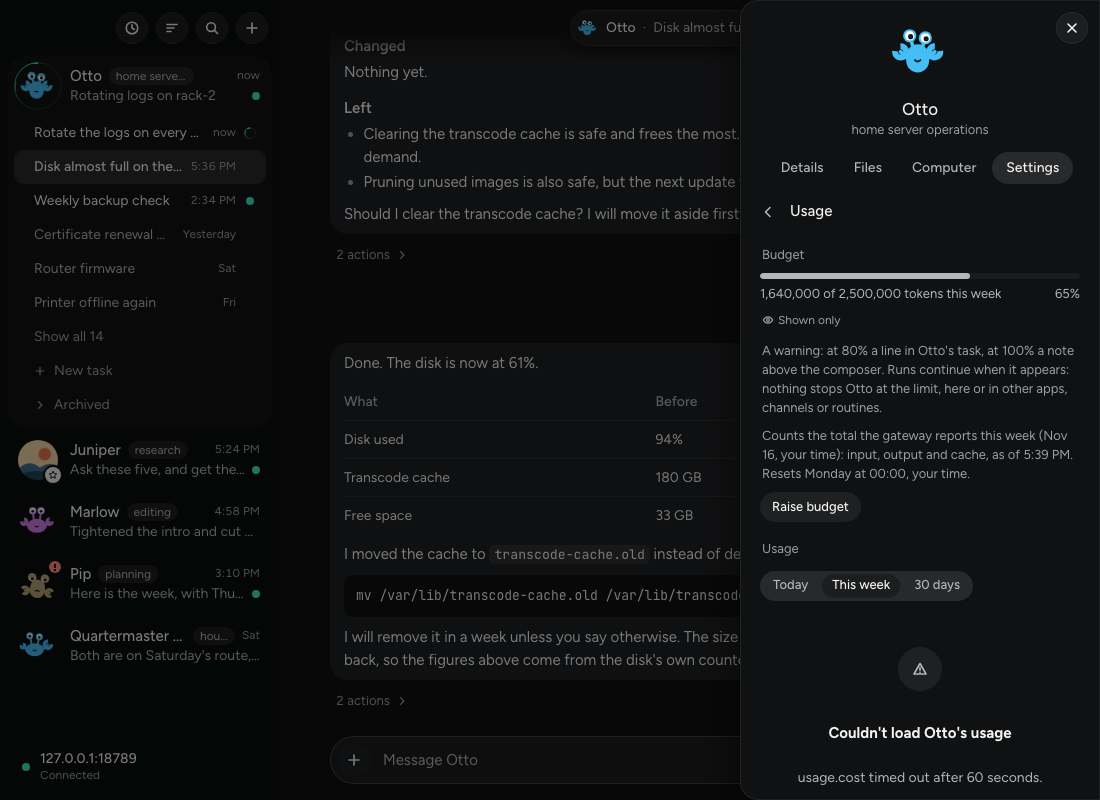 Otto home serve... now
Rotating logs on rack-2
Rotate the logs on every ... now
Disk almost full on the... 5:36 PM
Weekly backup check 2:34 PM
Certificate renewal ... Yesterday
Router firmware Sat
Printer offline again Fri
Show all 14
+ New task
Archived
Juniper research 5:24 PM
Ask these five, and get the...
Marlow editing 4:58 PM
Tightened the intro and cut ...
Pip planning 3:10 PM
Here is the week, with Thu...
Quartermaster ... hou... Sat
Both are on Saturday's route,...
127.0.0.1:18789
Connected
Otto · Disk almost fu
Changed
Nothing yet.
Left
• Clearing the transcode cache is safe and frees the most.
demand.
• Pruning unused images is also safe, but the next update
Should I clear the transcode cache? I will move it aside first
2 actions
Done. The disk is now at 61%.
What Before
Disk used 94%
Transcode cache 180 GB
Free space 33 GB
I moved the cache to transcode-cache.old instead of de
mv /var/lib/transcode-cache.old /var/lib/transcod
I will remove it in a week unless you say otherwise. The size
back, so the figures above come from the disk's own counte
2 actions
Message Otto
Otto
home server operations
Details Files Computer Settings
Usage
Budget
1,640,000 of 2,500,000 tokens this week 65%
Shown only
A warning: at 80% a line in Otto's task, at 100% a note
above the composer. Runs continue when it appears:
nothing stops Otto at the limit, here or in other apps,
channels or routines.
Counts the total the gateway reports this week (Nov
16, your time): input, output and cache, as of 5:39 PM.
Resets Monday at 00:00, your time.
Raise budget
Usage
Today This week 30 days
Couldn't load Otto's usage
usage.cost timed out after 60 seconds.